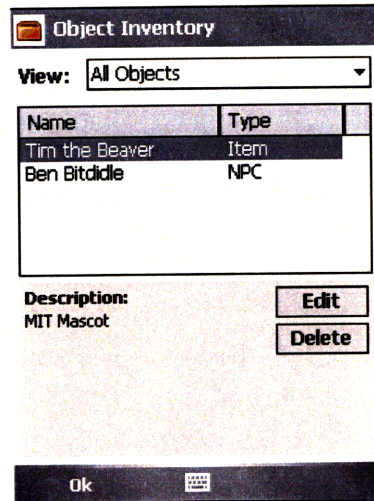 Object Inventory
View: All Objects
Name Type
Tim the Beaver Item
Ben Bitdidle NPC
Description:
MIT Mascot
Edit
Delete
Ok